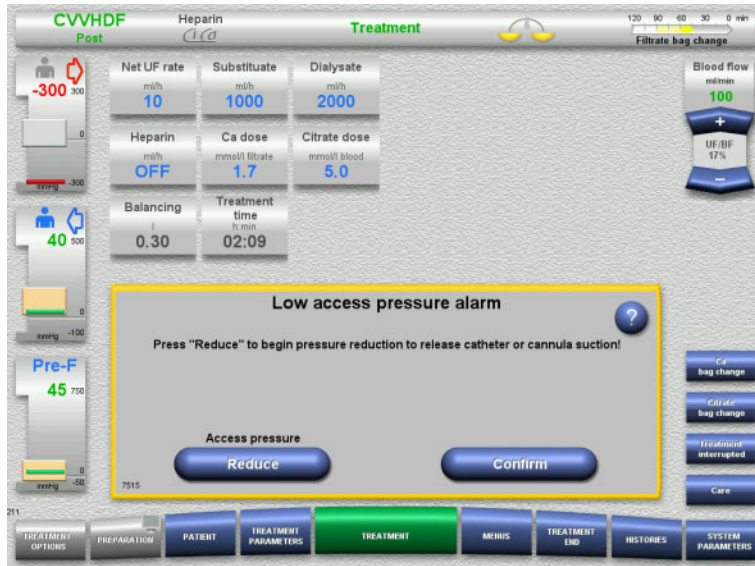 CVVHDF
Post
Heparin
Ci Ca
Treatment
120 90 60 30 0 min
Filtrate bag change
-300 300
0
mmHg -300
Net UF rate
ml/h
10
Substituate
ml/h
1000
Dialysate
ml/h
2000
Blood flow
ml/min
100
+
UF/BF
17%
−
Heparin
ml/h
OFF
Ca dose
mmol/l filtrate
1.7
Citrate dose
mmol/l blood
5.0
Balancing
l
0.30
Treatment
time
h:min
02:09
40 500
0
mmHg -100
Pre-F
45 750
0
mmHg -50
Low access pressure alarm
?
Press "Reduce" to begin pressure reduction to release catheter or cannula suction!
Access pressure
Reduce
Confirm
7515
Ca
bag change
Citrate
bag change
Treatment
interrupted
Care
211
TREATMENT
OPTIONS
PREPARATION
PATIENT
TREATMENT
PARAMETERS
TREATMENT
MENUS
TREATMENT
END
HISTORIES
SYSTEM
PARAMETERS